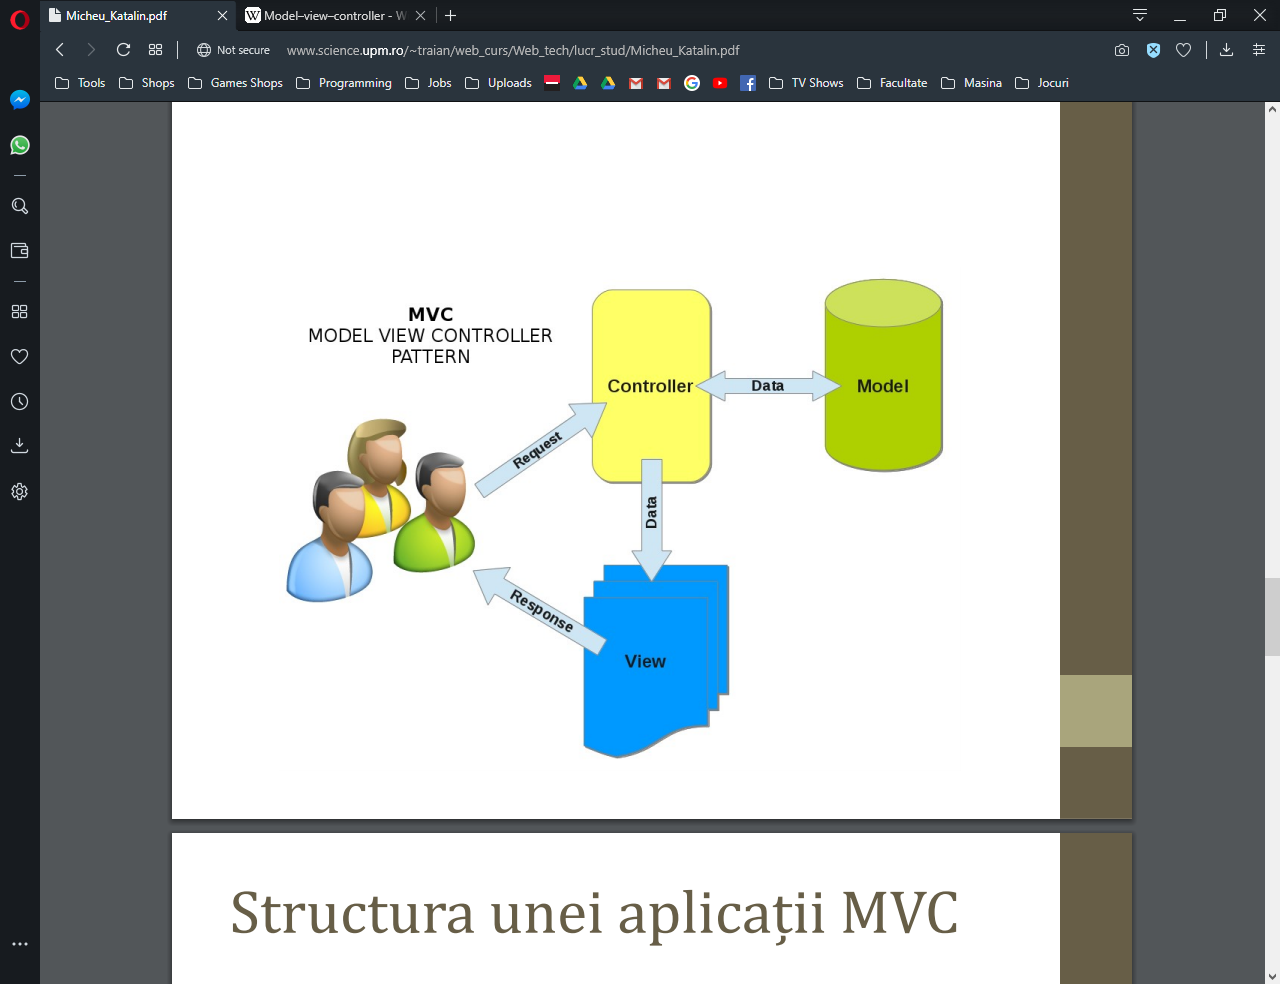 Micheu_Katalin.pdf
Model–view–controller - W
Not secure
www.science.upm.ro/~traian/web_curs/Web_tech/lucr_stud/Micheu_Katalin.pdf
Tools
Shops
Games Shops
Programming
Jobs
Uploads
TV Shows
Facultate
Masina
Jocuri
MVC
MODEL VIEW CONTROLLER
PATTERN
Controller
Data
Model
Request
Data
Response
View
Structura unei aplicații MVC